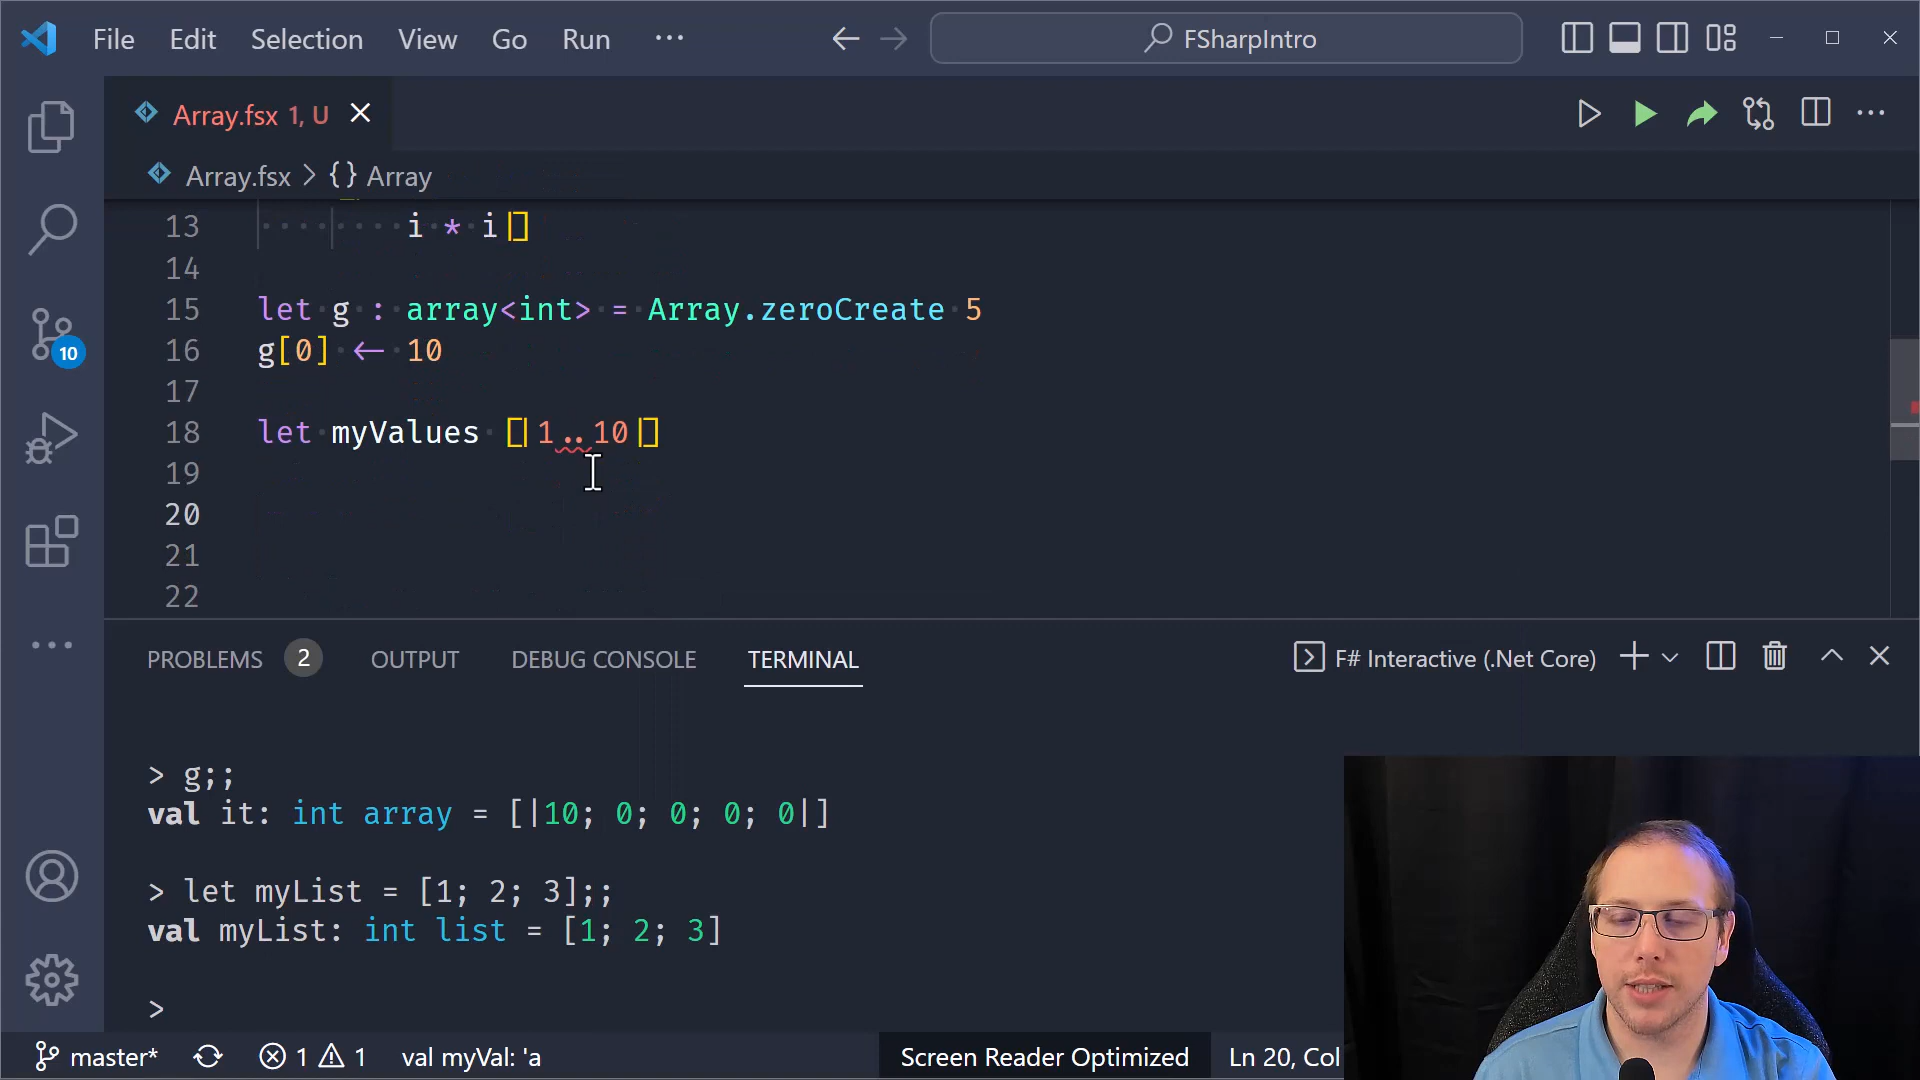 File Edit Selection View Go Run ··· FSharpIntro
Array.fsx 1, U
Array.fsx > {} Array
13 i * i|]
14
15 let g : array<int> = Array.zeroCreate 5
16 g[0] <- 10
17
18 let myValues [|1..10|]
19
20
21
22
10
PROBLEMS 2 OUTPUT DEBUG CONSOLE TERMINAL F# Interactive (.Net Core)
> g;;
val it: int array = [|10; 0; 0; 0; 0|]
> let myList = [1; 2; 3];;
val myList: int list = [1; 2; 3]
>
master* 1 1 val myVal: 'a Screen Reader Optimized Ln 20, Col